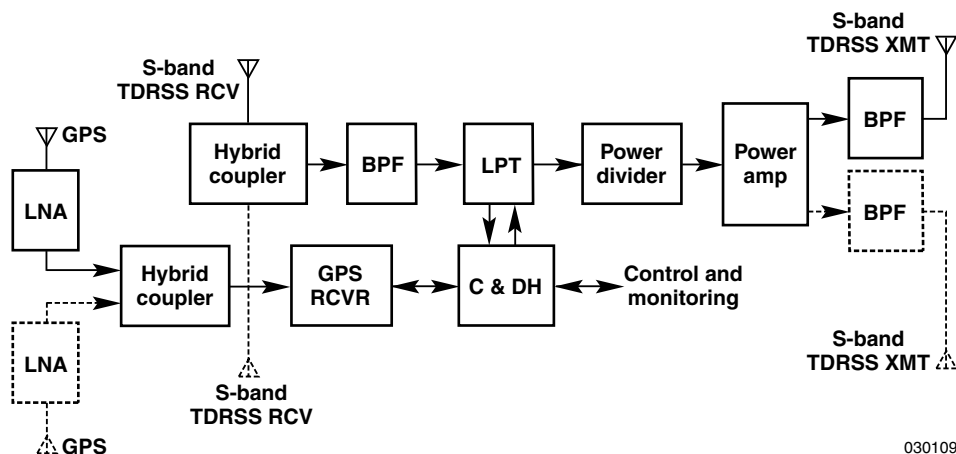 S-band
TDRSS XMT
S-band
TDRSS RCV
GPS
Hybrid
coupler
BPF
LPT
Power
divider
Power
amp
BPF
LNA
BPF
Hybrid
coupler
GPS
RCVR
C & DH
Control and
monitoring
LNA
S-band
TDRSS RCV
S-band
TDRSS XMT
GPS
030109